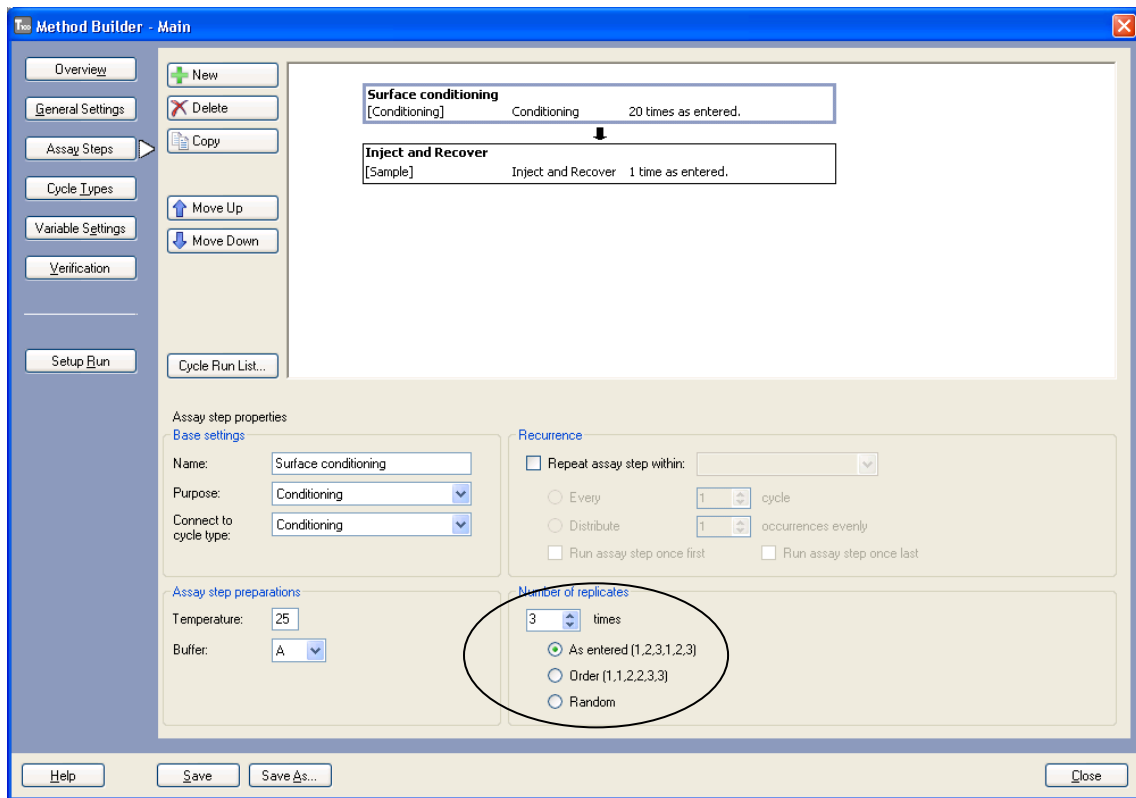 T100 Method Builder - Main
Overview
General Settings
Assay Steps
Cycle Types
Variable Settings
Verification
Setup Run
New
Delete
Copy
Move Up
Move Down
Cycle Run List...
Surface conditioning
[Conditioning] Conditioning 20 times as entered.
Inject and Recover
[Sample] Inject and Recover 1 time as entered.
Assay step properties
Base settings
Name: Surface conditioning
Purpose: Conditioning
Connect to
cycle type: Conditioning
Recurrence
Repeat assay step within:
Every 1 cycle
Distribute 1 occurrences evenly
Run assay step once first Run assay step once last
Assay step preparations
Temperature: 25
Buffer: A
Number of replicates
3 times
As entered (1,2,3,1,2,3)
Order (1,1,2,2,3,3)
Random
Help
Save
Save As...
Close